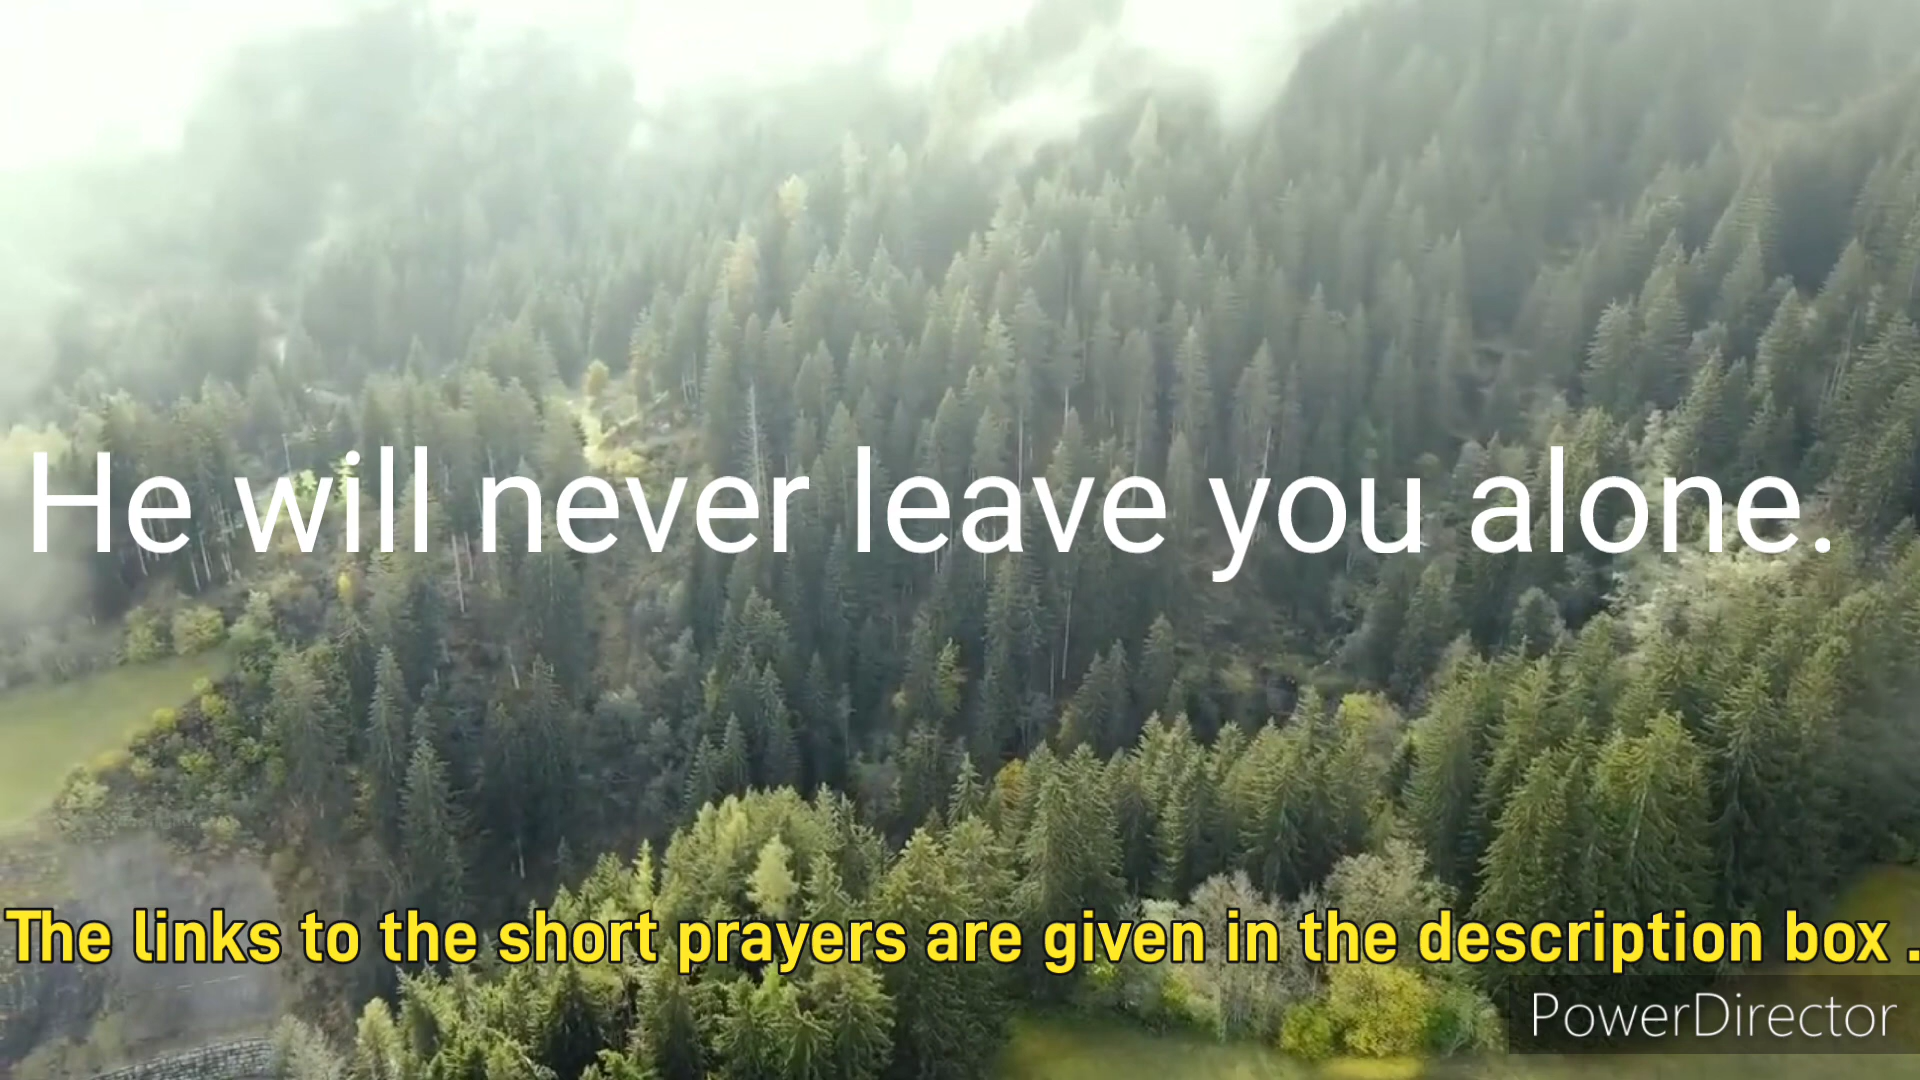 He will never leave you alone.
The links to the short prayers are given in the description box .
PowerDirector